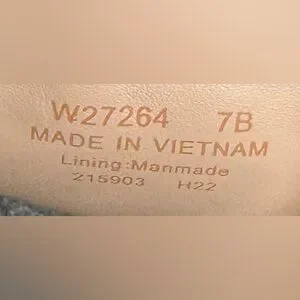 W27264 7B
MADE IN VIETNAM
Lining:Manmade
215903 H22